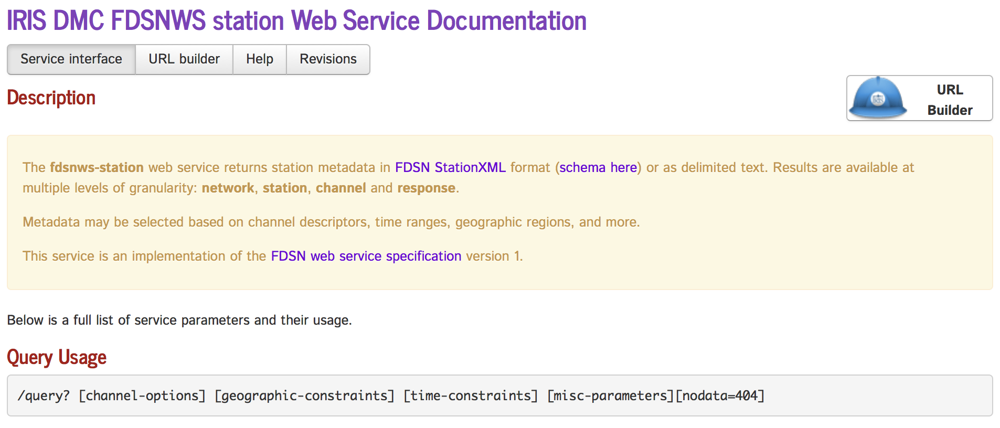 IRIS DMC FDSNWS station Web Service Documentation
Service interface URL builder Help Revisions
Description
URL
Builder
The fdsnws-station web service returns station metadata in FDSN StationXML format (schema here) or as delimited text. Results are available at
multiple levels of granularity: network, station, channel and response.
Metadata may be selected based on channel descriptors, time ranges, geographic regions, and more.
This service is an implementation of the FDSN web service specification version 1.
Below is a full list of service parameters and their usage.
Query Usage
/query? [channel-options] [geographic-constraints] [time-constraints] [misc-parameters][nodata=404]